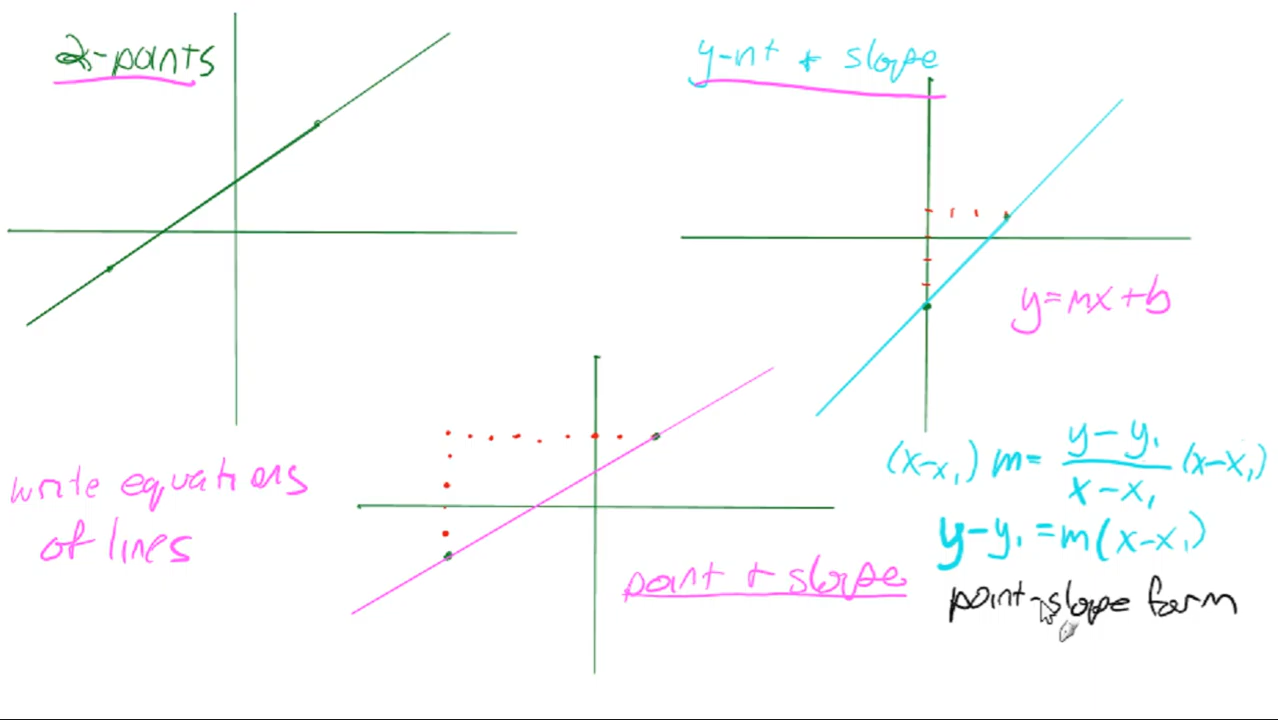 2-points
y-int + slope
y=mx+b
write equations
of lines
(x-x₁) m= y-y₁ / x-x₁ (x-x₁)
y-y₁ =m(x-x₁)
point + slope
point-slope form